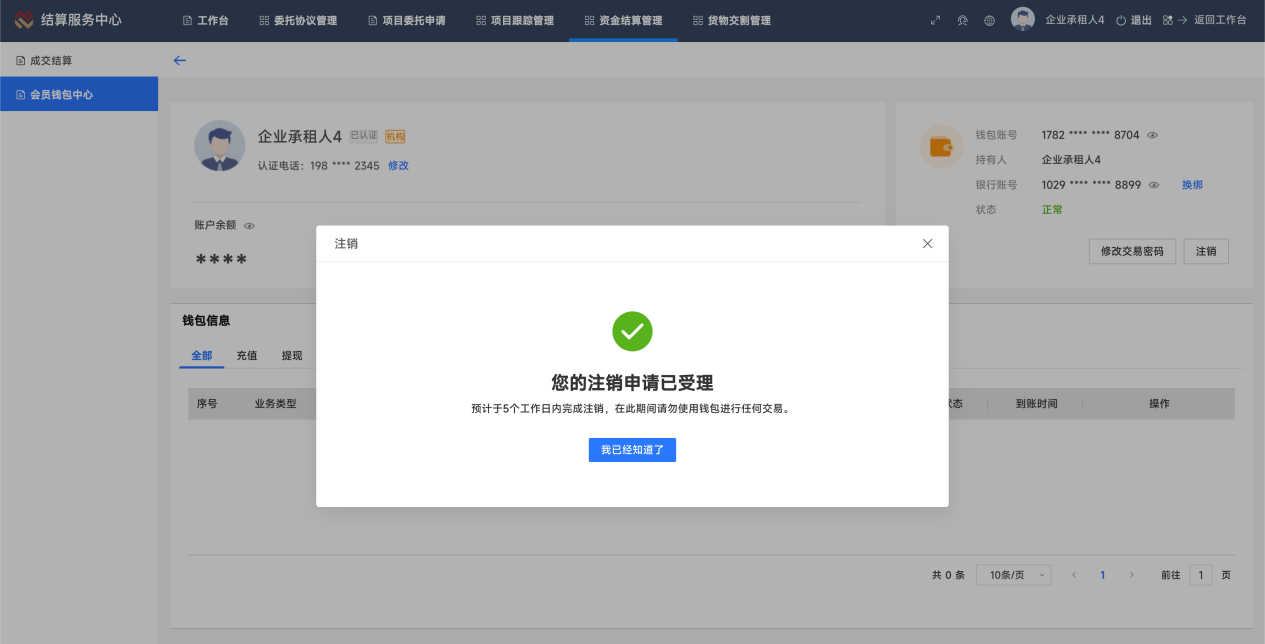 结算服务中心 工作台 委托协议管理 项目委托申请 项目跟踪管理 资金结算管理 货物交割管理 企业承租人4 退出 返回工作台
成交结算
会员钱包中心
企业承租人4 已认证 机构
认证电话：198 **** 2345 修改
账户余额
****
钱包账号 1782 **** **** 8704
持有人 企业承租人4
银行账号 1029 **** **** 8899 换绑
状态 正常
修改交易密码 注销
注销
您的注销申请已受理
预计于5个工作日内完成注销，在此期间请勿使用钱包进行任何交易。
我已经知道了
钱包信息
全部 充值 提现
序号 业务类型 态 到账时间 操作
共 0 条 10条/页 1 前往 1 页